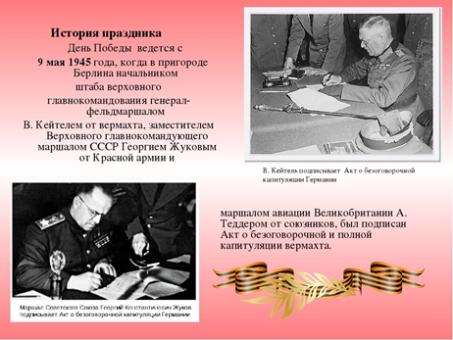 История праздника
День Победы ведется с
9 мая 1945 года, когда в пригороде
Берлина начальником
штаба верховного
главнокомандования генерал-
фельдмаршалом
В. Кейтелем от вермахта, заместителем
Верховного главнокомандующего
маршалом СССР Георгием Жуковым
от Красной армии и
В. Кейтель подписывает Акт о безоговорочной
капитуляции Германии
маршалом авиации Великобритании А.
Теддером от союзников, был подписан
Акт о безоговорочной и полной
капитуляции вермахта.
Маршал Советского Союза Георгий Константинович Жуков
подписывает Акт о безоговорочной капитуляции Германии